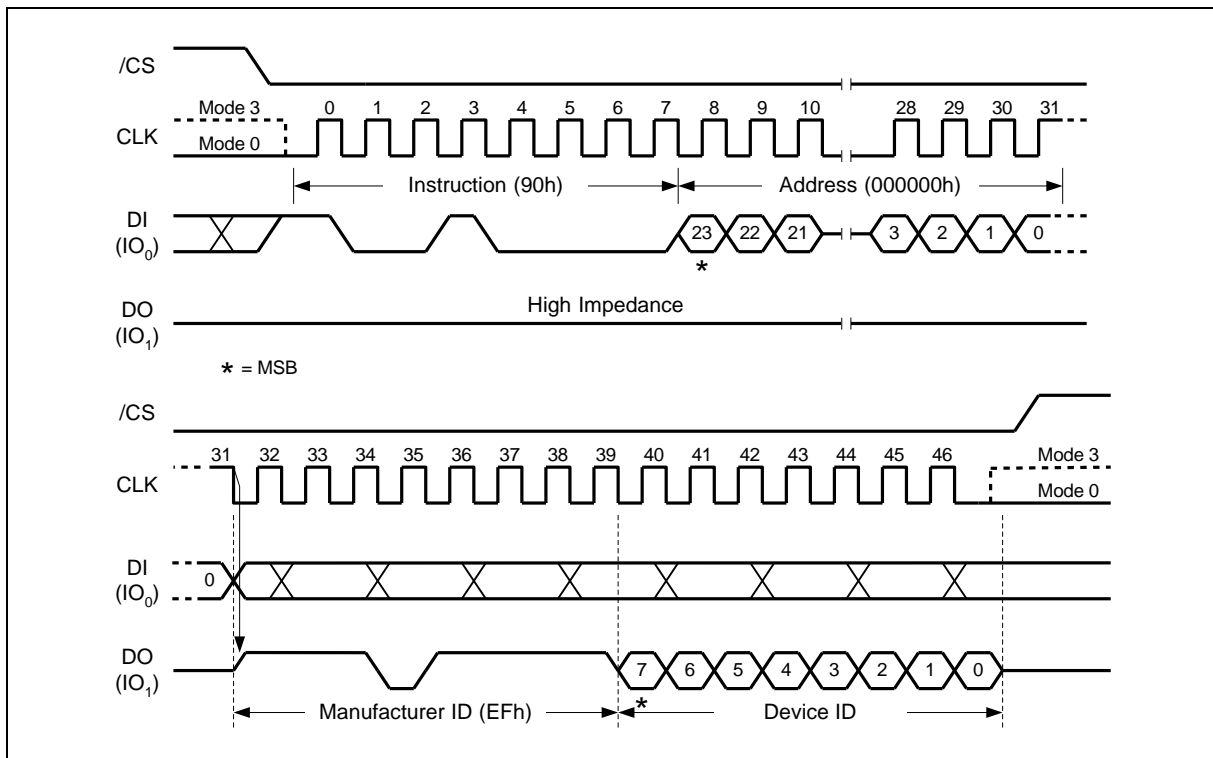 /CS
Mode 3
0 1 2 3 4 5 6 7 8 9 10 28 29 30 31
CLK
Mode 0
Instruction (90h)
Address (000000h)
DI
(IO0)
23 22 21 3 2 1 0
*
High Impedance
DO
(IO1)
* = MSB
/CS
31 32 33 34 35 36 37 38 39 40 41 42 43 44 45 46
Mode 3
CLK
Mode 0
DI
(IO0)
0
DO
(IO1)
7 6 5 4 3 2 1 0
*
Manufacturer ID (EFh)
Device ID